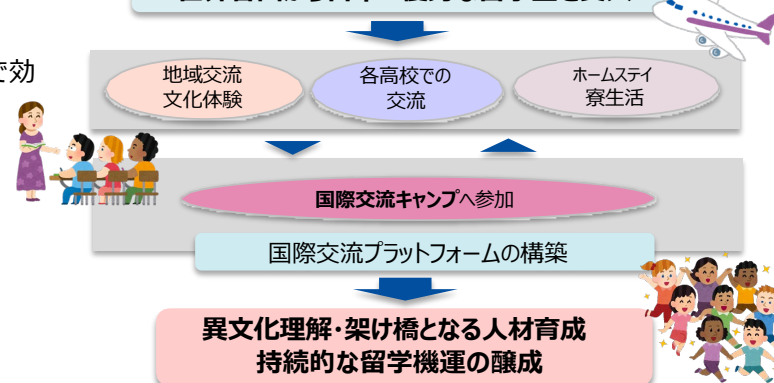 で効
地域交流
文化体験
各高校での
交流
ホームステイ
寮生活
国際交流キャンプへ参加
国際交流プラットフォームの構築
異文化理解・架け橋となる人材育成
持続的な留学機運の醸成